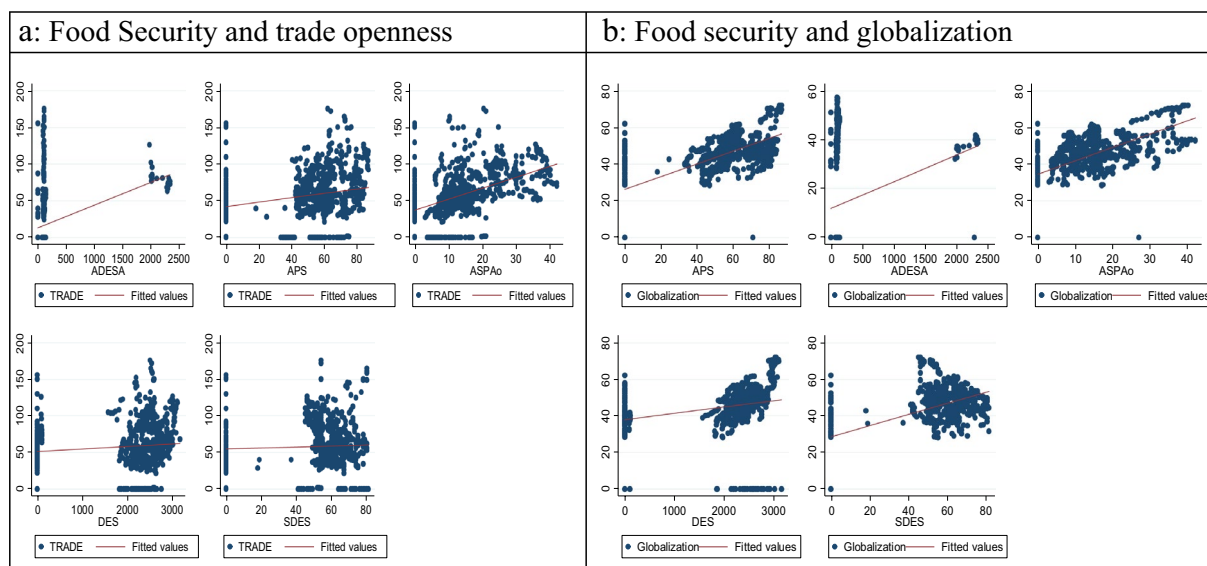 a: Food Security and trade openness
b: Food security and globalization
200
150
100
50
0
0 500 1000 1500 2000 2500
ADESA
TRADE Fitted values
200
150
100
50
0
0 20 40 60 80
APS
TRADE Fitted values
200
150
100
50
0
0 10 20 30 40
ASPAo
TRADE Fitted values
80
60
40
20
0
0 20 40 60 80
APS
Globalization Fitted values
60
40
20
0
0 500 1000 1500 2000 2500
ADESA
Globalization Fitted values
80
60
40
20
0
0 10 20 30 40
ASPAo
Globalization Fitted values
200
150
100
50
0
0 1000 2000 3000
DES
TRADE Fitted values
200
150
100
50
0
0 20 40 60 80
SDES
TRADE Fitted values
80
60
40
20
0
0 1000 2000 3000
DES
Globalization Fitted values
80
60
40
20
0
0 20 40 60 80
SDES
Globalization Fitted values